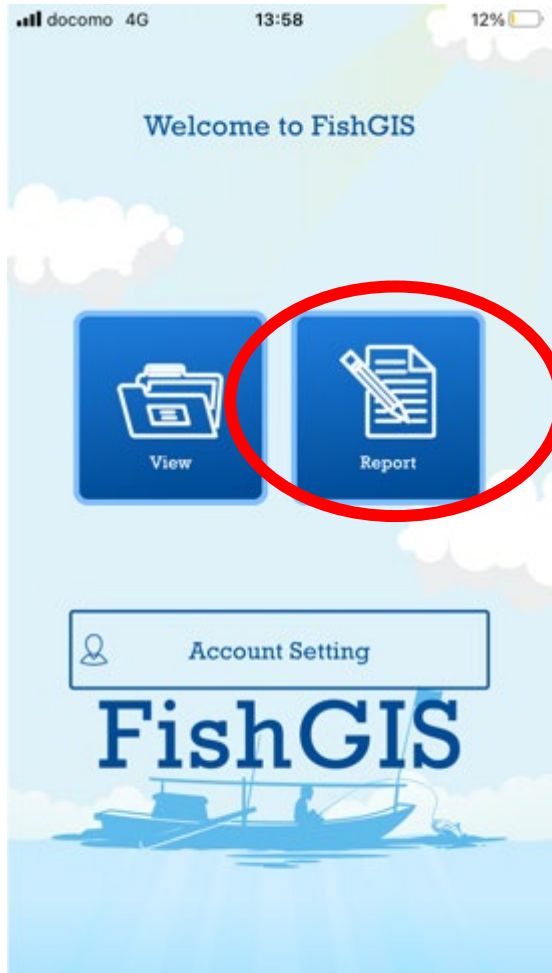 docomo 4G 13:58 12%
Welcome to FishGIS
View Report
Account Setting
FishGIS